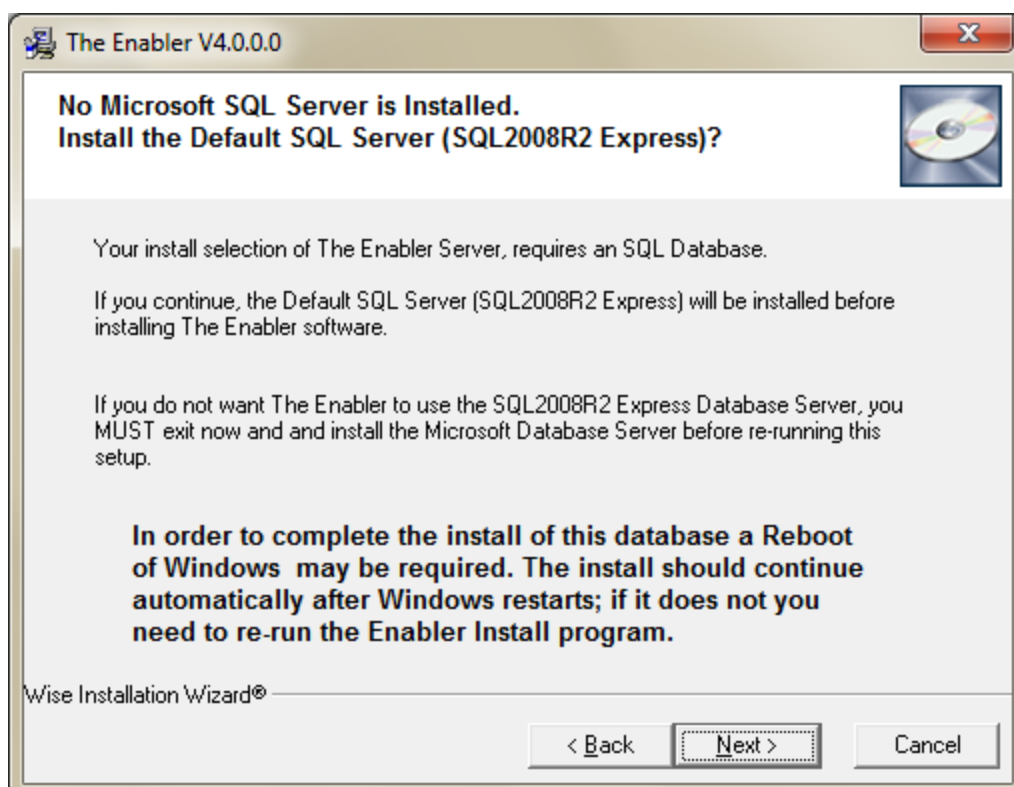 The Enabler V4.0.0.0
No Microsoft SQL Server is Installed.
Install the Default SQL Server (SQL2008R2 Express)?
Your install selection of The Enabler Server, requires an SQL Database.
If you continue, the Default SQL Server (SQL2008R2 Express) will be installed before
installing The Enabler software.
If you do not want The Enabler to use the SQL2008R2 Express Database Server, you
MUST exit now and and install the Microsoft Database Server before re-running this
setup.
In order to complete the install of this database a Reboot
of Windows  may be required. The install should continue
automatically after Windows restarts; if it does not you
need to re-run the Enabler Install program.
Wise Installation Wizard®
< Back
Next >
Cancel